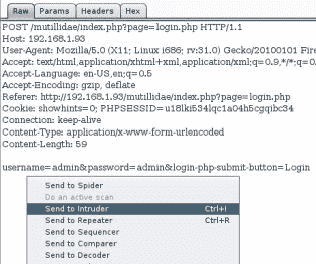 Raw Params Headers Hex
POST /mutillidae/index.php?page=login.php HTTP/1.1
Host: 192.168.1.93
User-Agent: Mozilla/5.0 (X11; Linux i686; rv:31.0) Gecko/20100101 Fire
Accept: text/html,application/xhtml+xml,application/xml;q=0.9,*/*;q=0.
Accept-Language: en-US,en;q=0.5
Accept-Encoding: gzip, deflate
Referer: http://192.168.1.93/mutillidae/index.php?page=login.php
Cookie: showhints=0; PHPSESSID=u18lki534lqc1a04h5cgqibc34
Connection: keep-alive
Content-Type: application/x-www-form-urlencoded
Content-Length: 59
username=admin&password=admin&login-php-submit-button=Login
Send to Spider
Do an active scan
Send to Intruder Ctrl+I
Send to Repeater Ctrl+R
Send to Sequencer
Send to Comparer
Send to Decoder